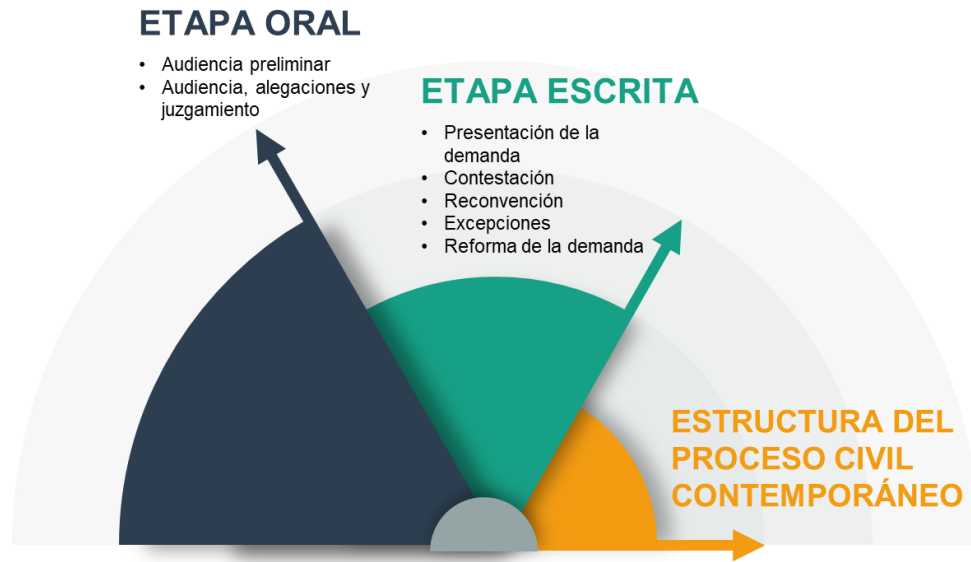 ETAPA ORAL
• Audiencia preliminar
• Audiencia, alegaciones y
juzgamiento
ETAPA ESCRITA
• Presentación de la
demanda
• Contestación
• Reconvención
• Excepciones
• Reforma de la demanda
ESTRUCTURA DEL
PROCESO CIVIL
CONTEMPORÁNEO